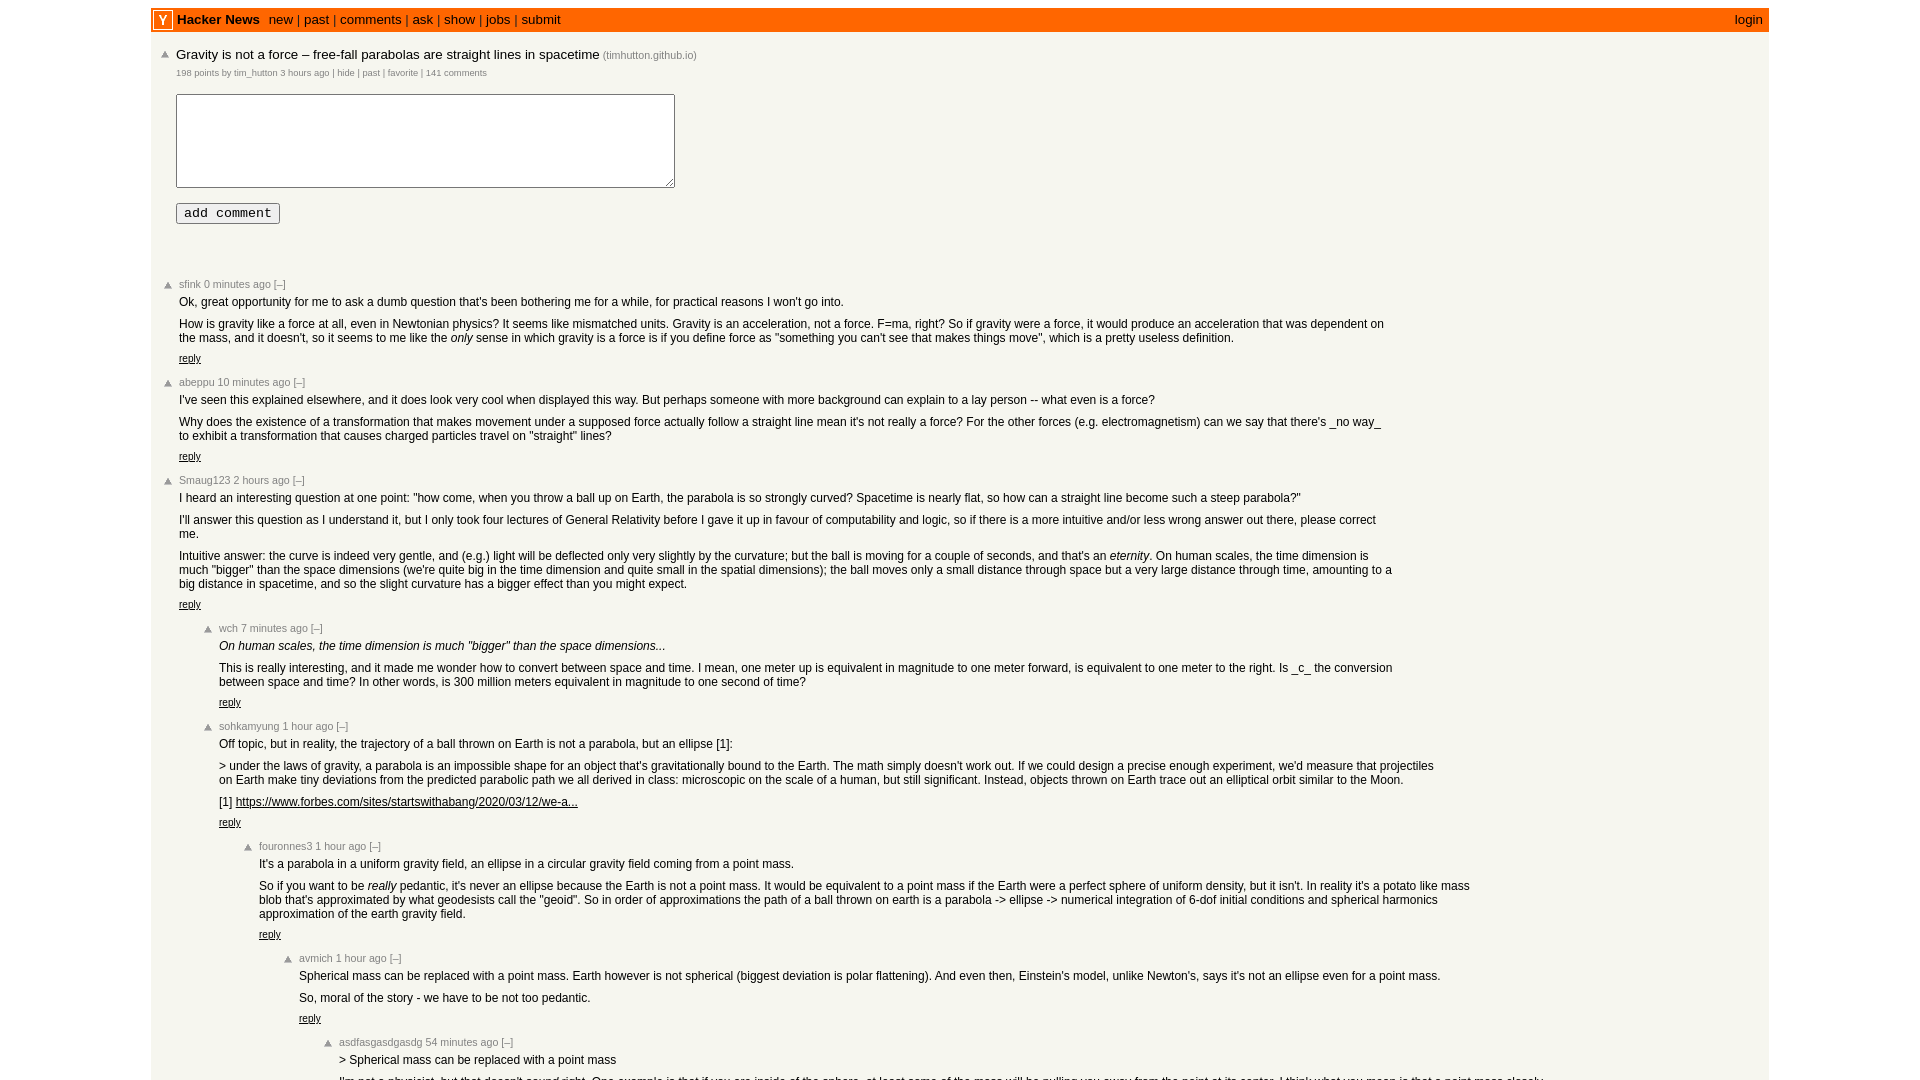 Y Hacker News new | past | comments | ask | show | jobs | submit login
Gravity is not a force – free-fall parabolas are straight lines in spacetime (timhutton.github.io)
198 points by tim_hutton 3 hours ago | hide | past | favorite | 141 comments
add comment
sfink 0 minutes ago [–]
Ok, great opportunity for me to ask a dumb question that's been bothering me for a while, for practical reasons I won't go into.
How is gravity like a force at all, even in Newtonian physics? It seems like mismatched units. Gravity is an acceleration, not a force. F=ma, right? So if gravity were a force, it would produce an acceleration that was dependent on
the mass, and it doesn't, so it seems to me like the only sense in which gravity is a force is if you define force as "something you can't see that makes things move", which is a pretty useless definition.
reply
abeppu 10 minutes ago [–]
I've seen this explained elsewhere, and it does look very cool when displayed this way. But perhaps someone with more background can explain to a lay person -- what even is a force?
Why does the existence of a transformation that makes movement under a supposed force actually follow a straight line mean it's not really a force? For the other forces (e.g. electromagnetism) can we say that there's _no way_
to exhibit a transformation that causes charged particles travel on "straight" lines?
reply
Smaug123 2 hours ago [–]
I heard an interesting question at one point: "how come, when you throw a ball up on Earth, the parabola is so strongly curved? Spacetime is nearly flat, so how can a straight line become such a steep parabola?"
I'll answer this question as I understand it, but I only took four lectures of General Relativity before I gave it up in favour of computability and logic, so if there is a more intuitive and/or less wrong answer out there, please correct
me.
Intuitive answer: the curve is indeed very gentle, and (e.g.) light will be deflected only very slightly by the curvature; but the ball is moving for a couple of seconds, and that's an eternity. On human scales, the time dimension is
much "bigger" than the space dimensions (we're quite big in the time dimension and quite small in the spatial dimensions); the ball moves only a small distance through space but a very large distance through time, amounting to a
big distance in spacetime, and so the slight curvature has a bigger effect than you might expect.
reply
wch 7 minutes ago [–]
On human scales, the time dimension is much "bigger" than the space dimensions...
This is really interesting, and it made me wonder how to convert between space and time. I mean, one meter up is equivalent in magnitude to one meter forward, is equivalent to one meter to the right. Is _c_ the conversion
between space and time? In other words, is 300 million meters equivalent in magnitude to one second of time?
reply
sohkamyung 1 hour ago [–]
Off topic, but in reality, the trajectory of a ball thrown on Earth is not a parabola, but an ellipse [1]:
> under the laws of gravity, a parabola is an impossible shape for an object that's gravitationally bound to the Earth. The math simply doesn't work out. If we could design a precise enough experiment, we'd measure that projectiles
on Earth make tiny deviations from the predicted parabolic path we all derived in class: microscopic on the scale of a human, but still significant. Instead, objects thrown on Earth trace out an elliptical orbit similar to the Moon.
[1] https://www.forbes.com/sites/startswithabang/2020/03/12/we-a...
reply
fouronnes3 1 hour ago [–]
It's a parabola in a uniform gravity field, an ellipse in a circular gravity field coming from a point mass.
So if you want to be really pedantic, it's never an ellipse because the Earth is not a point mass. It would be equivalent to a point mass if the Earth were a perfect sphere of uniform density, but it isn't. In reality it's a potato like mass
blob that's approximated by what geodesists call the "geoid". So in order of approximations the path of a ball thrown on earth is a parabola -> ellipse -> numerical integration of 6-dof initial conditions and spherical harmonics
approximation of the earth gravity field.
reply
avmich 1 hour ago [–]
Spherical mass can be replaced with a point mass. Earth however is not spherical (biggest deviation is polar flattening). And even then, Einstein's model, unlike Newton's, says it's not an ellipse even for a point mass.
So, moral of the story - we have to be not too pedantic.
reply
asdfasgasdgasdg 54 minutes ago [–]
> Spherical mass can be replaced with a point mass